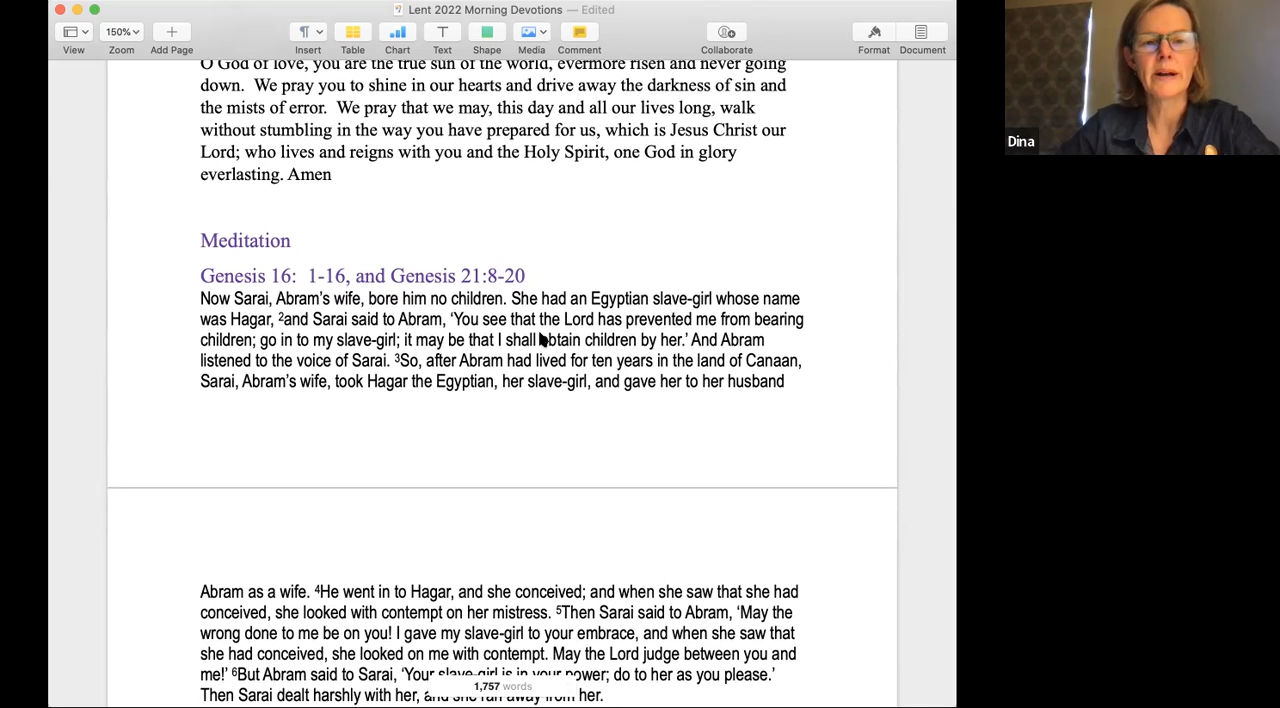 Lent 2022 Morning Devotions — Edited
150%
View Zoom Add Page Insert Table Chart Text Shape Media Comment Collaborate Format Document
O God of love, you are the true sun of the world, evermore risen and never going
down.  We pray you to shine in our hearts and drive away the darkness of sin and
the mists of error.  We pray that we may, this day and all our lives long, walk
without stumbling in the way you have prepared for us, which is Jesus Christ our
Lord; who lives and reigns with you and the Holy Spirit, one God in glory
everlasting. Amen
Meditation
Genesis 16:  1-16, and Genesis 21:8-20
Now Sarai, Abram’s wife, bore him no children. She had an Egyptian slave-girl whose name
was Hagar, ²and Sarai said to Abram, ‘You see that the Lord has prevented me from bearing
children; go in to my slave-girl; it may be that I shall obtain children by her.’ And Abram
listened to the voice of Sarai. ³So, after Abram had lived for ten years in the land of Canaan,
Sarai, Abram’s wife, took Hagar the Egyptian, her slave-girl, and gave her to her husband
Abram as a wife. ⁴He went in to Hagar, and she conceived; and when she saw that she had
conceived, she looked with contempt on her mistress. ⁵Then Sarai said to Abram, ‘May the
wrong done to me be on you! I gave my slave-girl to your embrace, and when she saw that
she had conceived, she looked on me with contempt. May the Lord judge between you and
me!’ ⁶But Abram said to Sarai, ‘Your slave-girl is in your power; do to her as you please.’
Then Sarai dealt harshly with her, and she ran away from her.
1,757 words
Dina